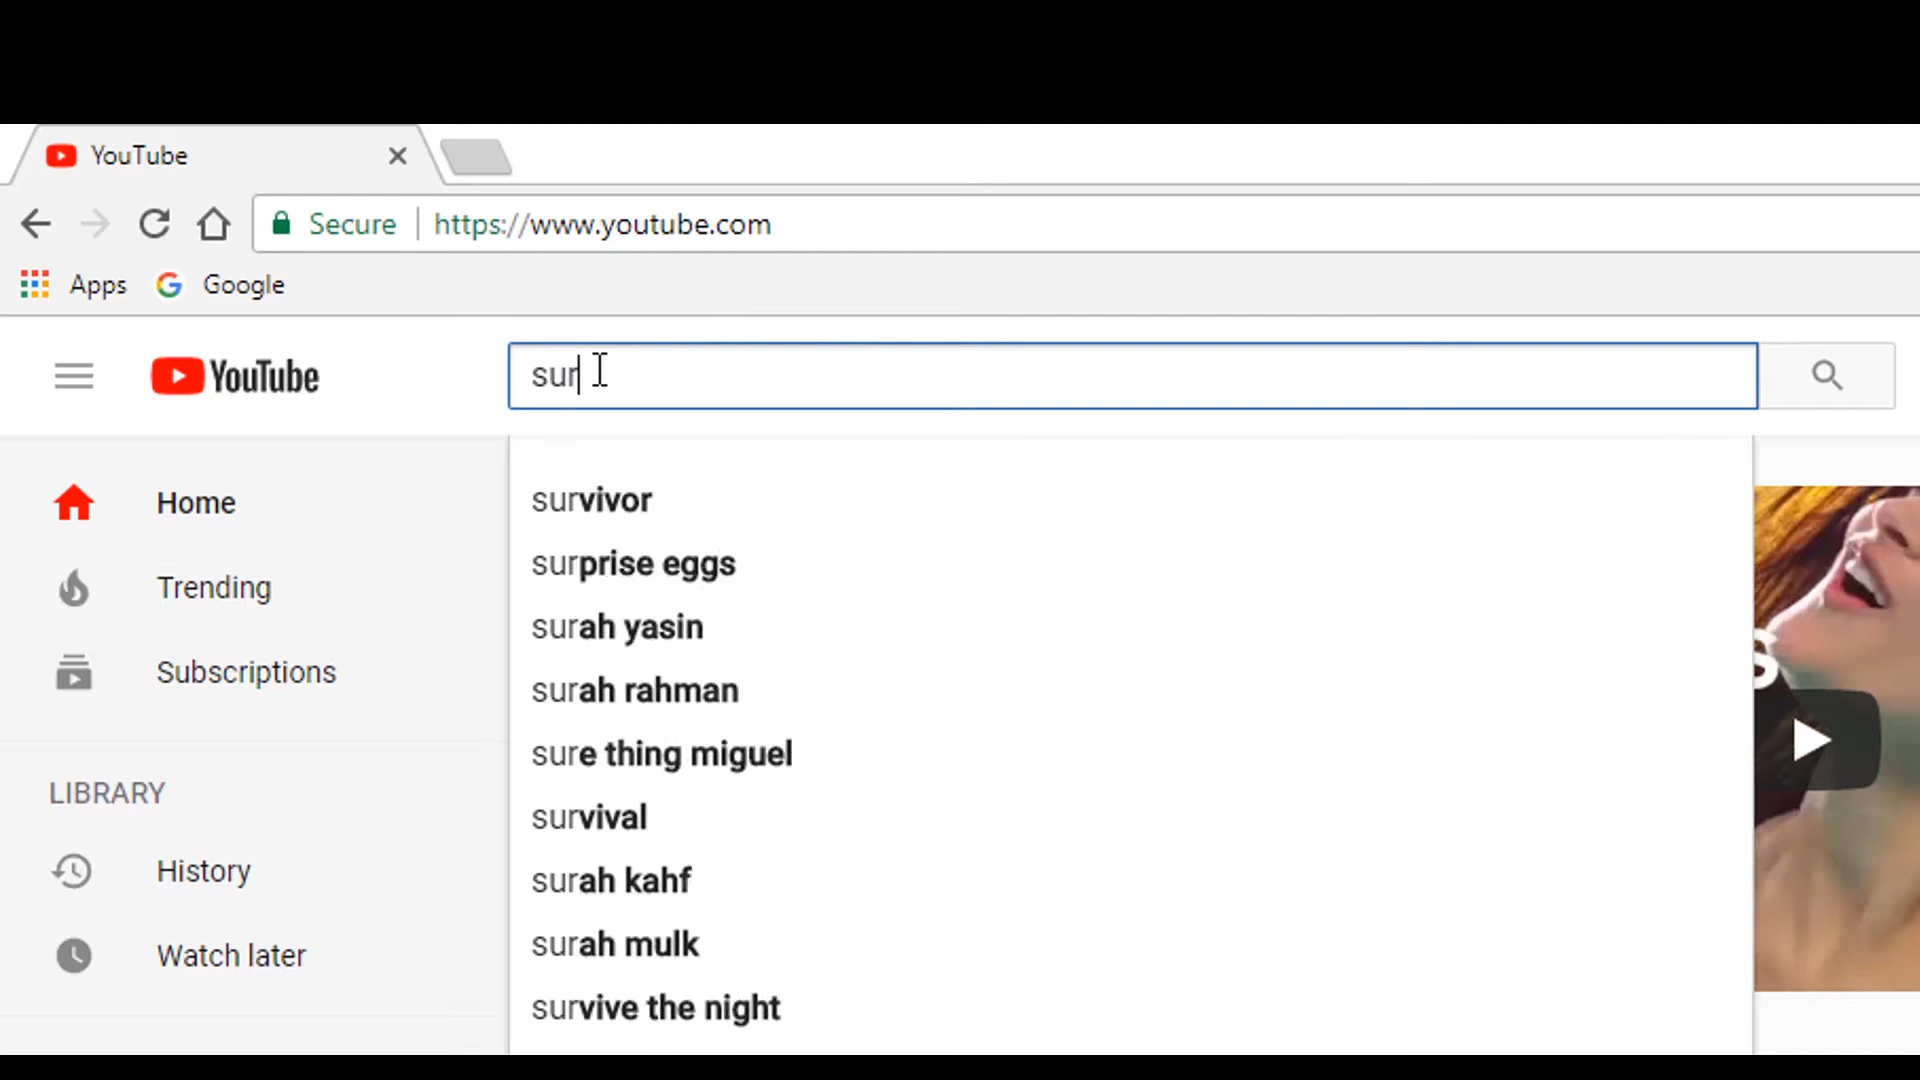 YouTube
Secure https://www.youtube.com
Apps Google
YouTube sur
Home
Trending
Subscriptions
LIBRARY
History
Watch later
survivor
surprise eggs
surah yasin
surah rahman
sure thing miguel
survival
surah kahf
surah mulk
survive the night
S